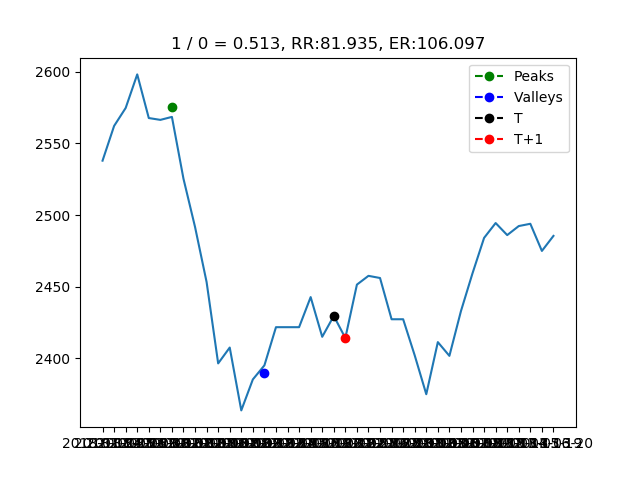 1 / 0 = 0.513, RR:81.935, ER:106.097
2600
2550
2500
2450
2400
Peaks
Valleys
T
T+1